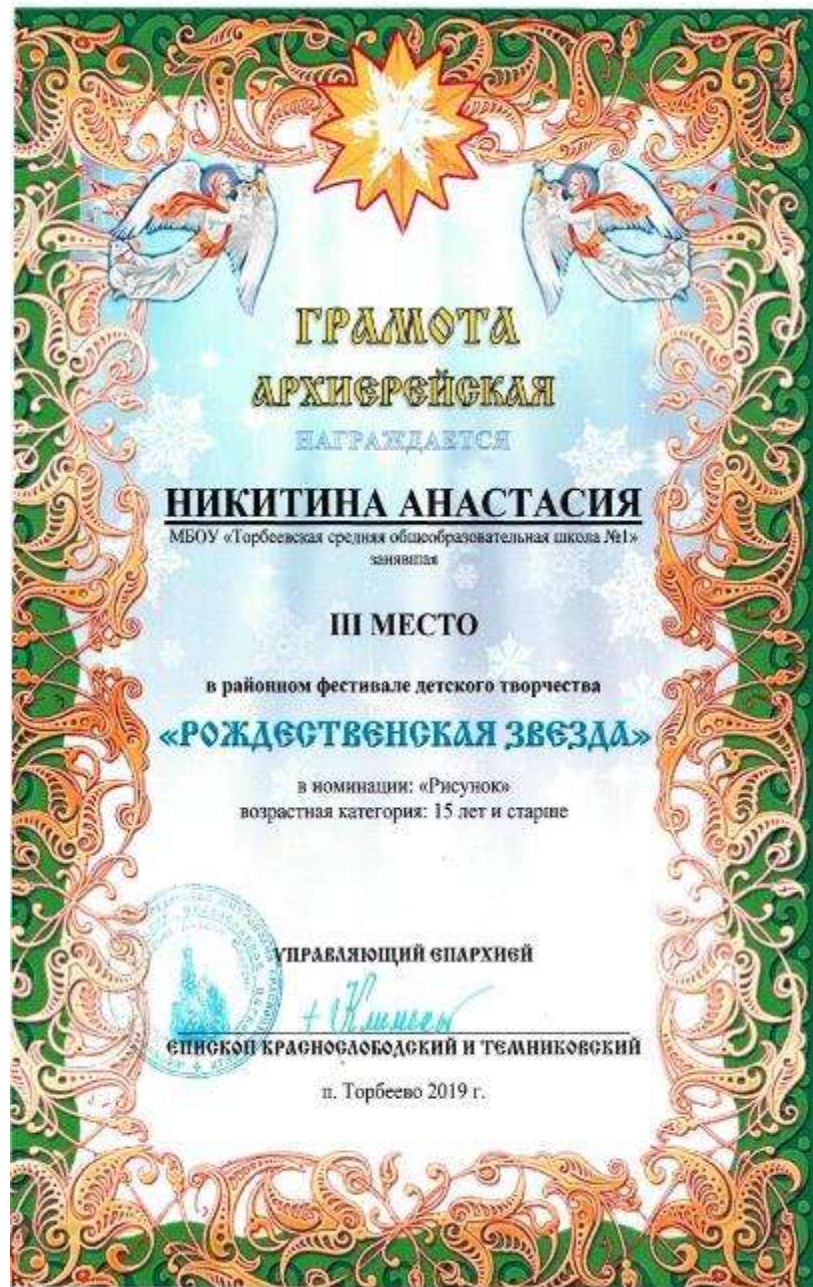 ГРАМОТА
АРХИЕРЕЙСКАЯ
НАГРАЖДАЕТСЯ
НИКИТИНА АНАСТАСИЯ
МБОУ «Торбеевская средняя общеобразовательная школа №1»
занявшая
III МЕСТО
в районном фестивале детского творчества
«РОЖДЕСТВЕНСКАЯ ЗВЕЗДА»
в номинации: «Рисунок»
возрастная категория: 15 лет и старше
УПРАВЛЯЮЩИЙ ЕПАРХИЕЙ
ЕПИСКОП КРАСНОСЛОБОДСКИЙ И ТЕМНИКОВСКИЙ
п. Торбеево 2019 г.